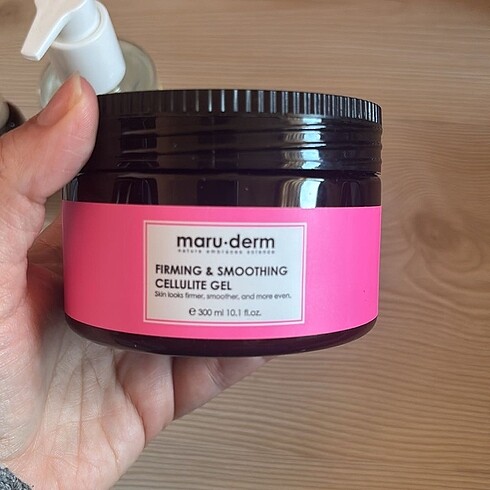 maru·derm
nature embraces science
FIRMING & SMOOTHING
CELLULITE GEL
Skin looks firmer, smoother, and more even.
℮ 300 ml 10.1 fl.oz.